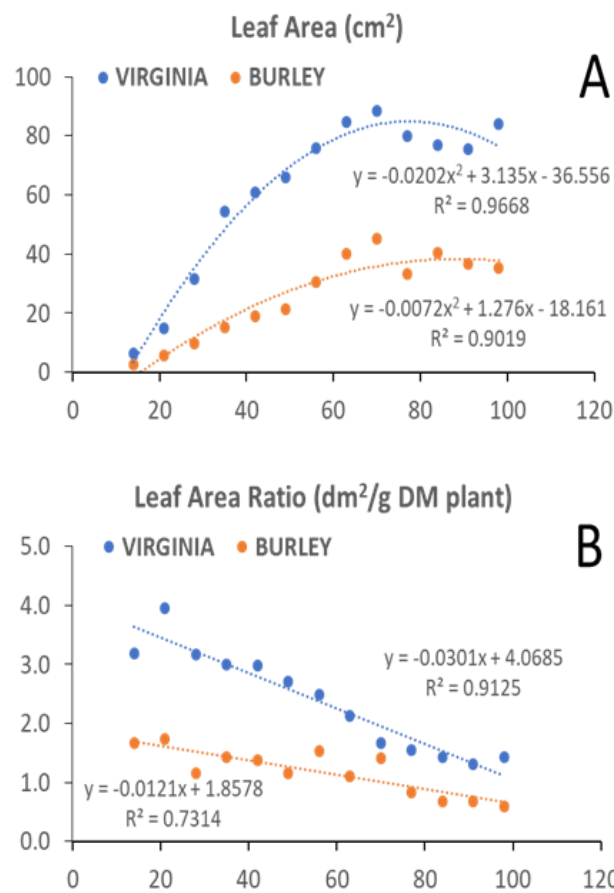 Leaf Area (cm²)
A
100
● VIRGINIA ● BURLEY
80
y = -0.0202x² + 3.135x - 36.556
R² = 0.9668
60
40
20
y = -0.0072x² + 1.276x - 18.161
R² = 0.9019
0
0 20 40 60 80 100 120
Leaf Area Ratio (dm²/g DM plant)
B
5.0
● VIRGINIA ● BURLEY
4.0
y = -0.0301x + 4.0685
R² = 0.9125
3.0
2.0
1.0
y = -0.0121x + 1.8578
R² = 0.7314
0.0
0 20 40 60 80 100 120